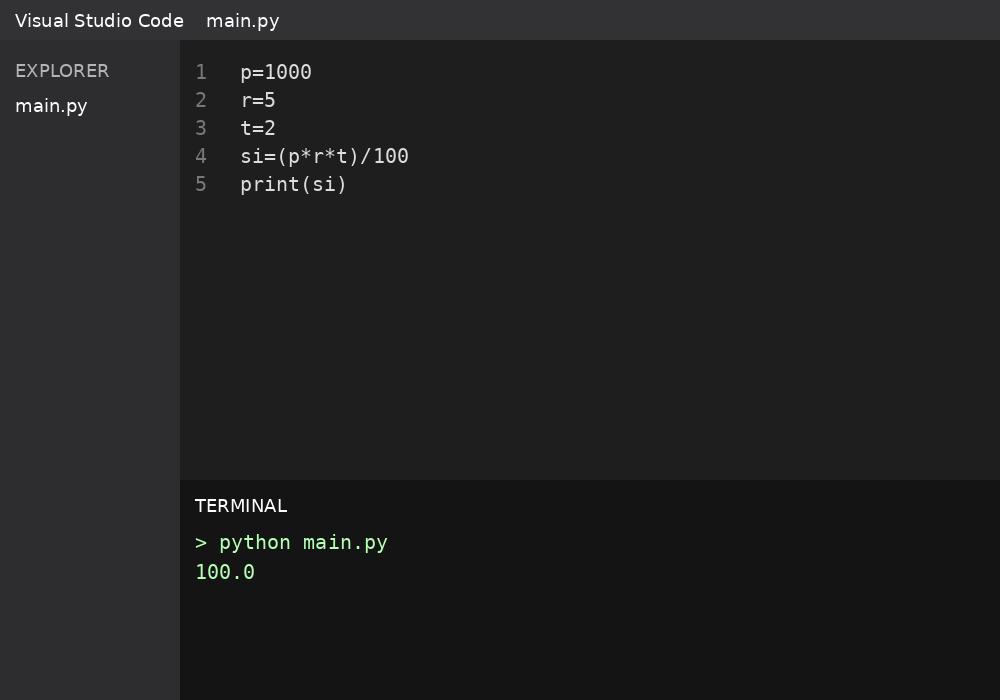 Visual Studio Code main.py
EXPLORER
main.py
1 p=1000
2 r=5
3 t=2
4 si=(p*r*t)/100
5 print(si)
TERMINAL
> python main.py
100.0